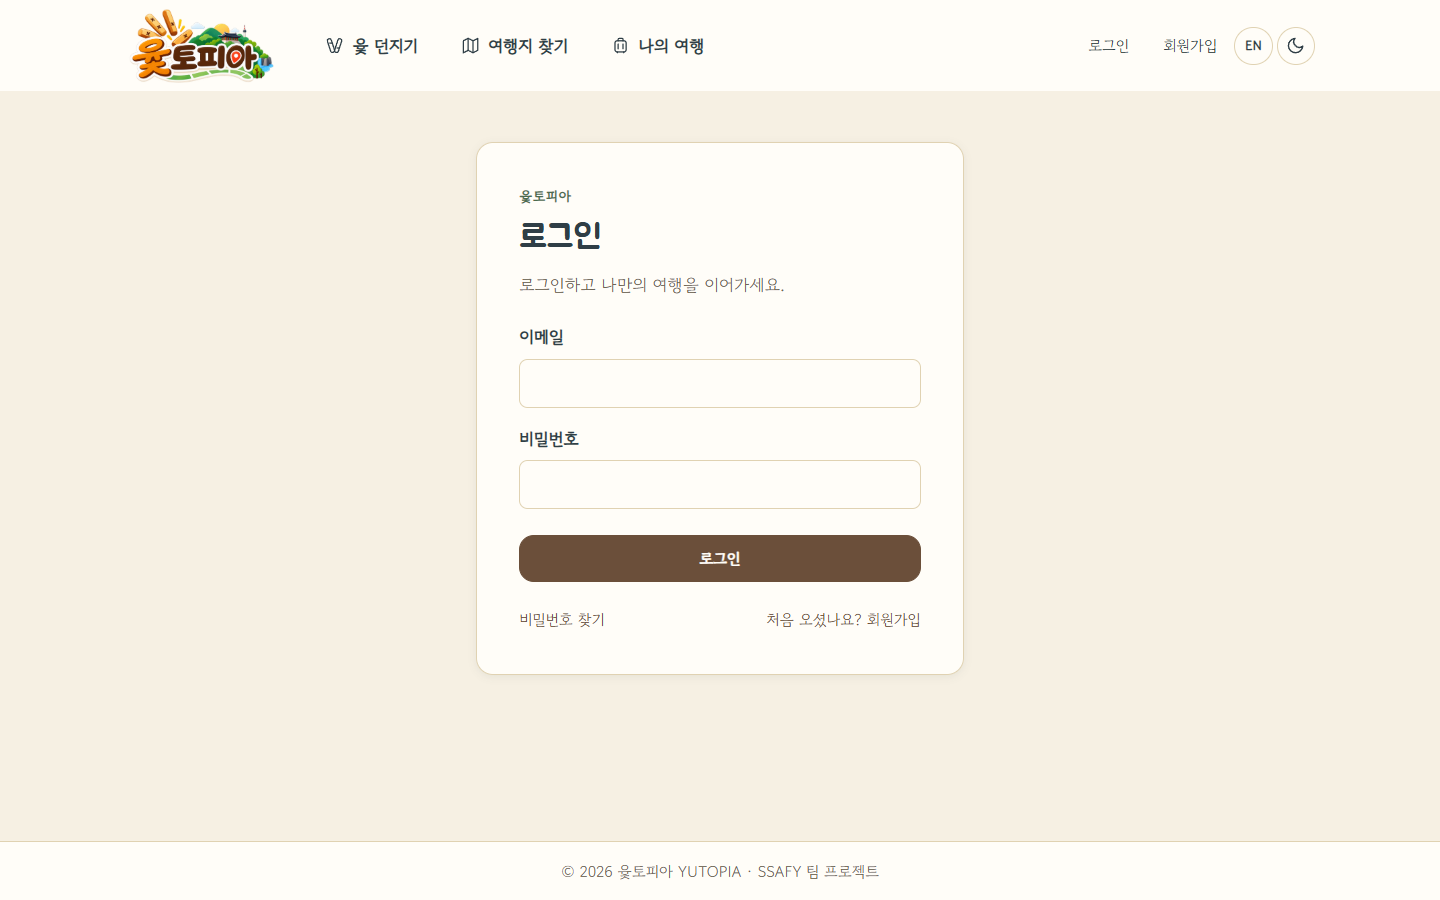 윷토피아
윷 던지기
여행지 찾기
나의 여행
로그인
회원가입
EN
윷토피아
로그인
로그인하고 나만의 여행을 이어가세요.
이메일
비밀번호
로그인
비밀번호 찾기
처음 오셨나요? 회원가입
© 2026 윷토피아 YUTOPIA · SSAFY 팀 프로젝트